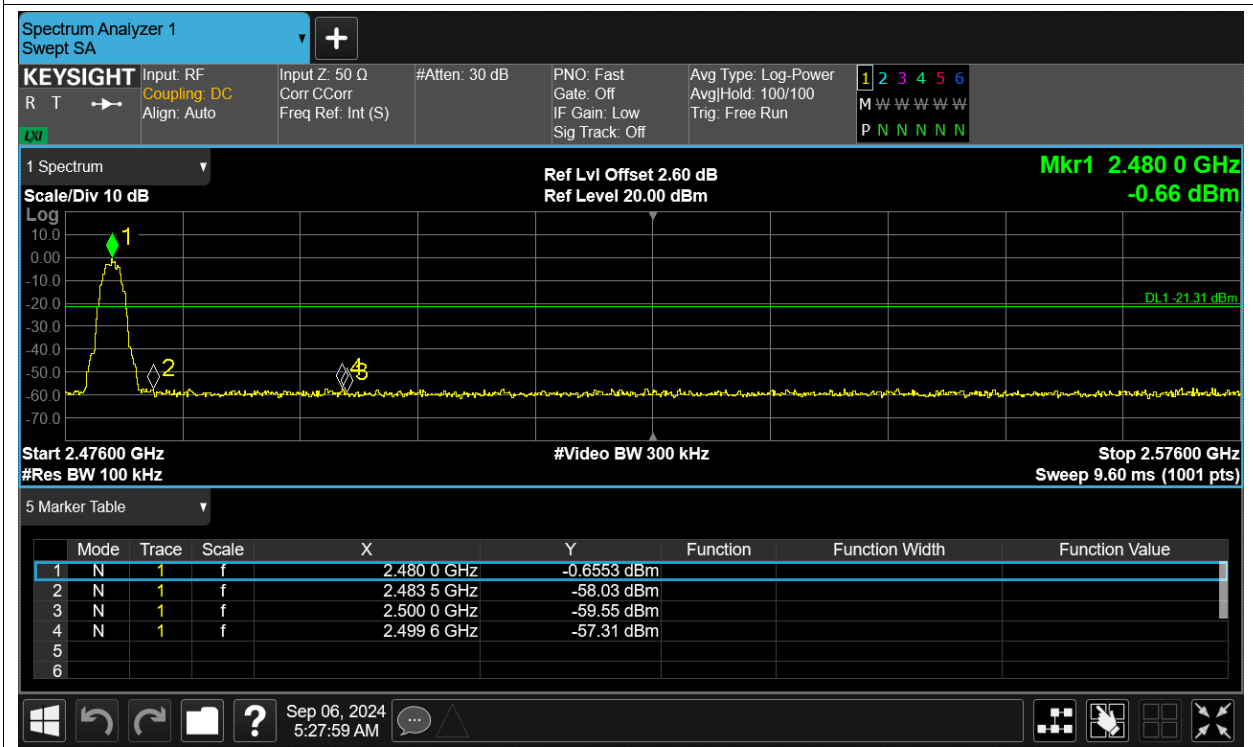 Spectrum Analyzer 1
Swept SA
+
KEYSIGHT
R T
LXI
Input: RF
Coupling: DC
Align: Auto
Input Z: 50 Ω
Corr CCorr
Freq Ref: Int (S)
#Atten: 30 dB
PNO: Fast
Gate: Off
IF Gain: Low
Sig Track: Off
Avg Type: Log-Power
Avg|Hold: 100/100
Trig: Free Run
1 2 3 4 5 6
M W W W W W
P N N N N N
1 Spectrum
Scale/Div 10 dB
Ref Lvl Offset 2.60 dB
Ref Level 20.00 dBm
Mkr1 2.480 0 GHz
-0.66 dBm
Log
10.0
0.00
-10.0
-20.0
-30.0
-40.0
-50.0
-60.0
-70.0
1
2
4
3
DL1 -21.31 dBm
Start 2.47600 GHz
#Video BW 300 kHz
Stop 2.57600 GHz
#Res BW 100 kHz
Sweep 9.60 ms (1001 pts)
5 Marker Table
Mode Trace Scale X Y Function Function Width Function Value
1 N 1 f 2.480 0 GHz -0.6553 dBm
2 N 1 f 2.483 5 GHz -58.03 dBm
3 N 1 f 2.500 0 GHz -59.55 dBm
4 N 1 f 2.499 6 GHz -57.31 dBm
5
6
?
Sep 06, 2024
5:27:59 AM